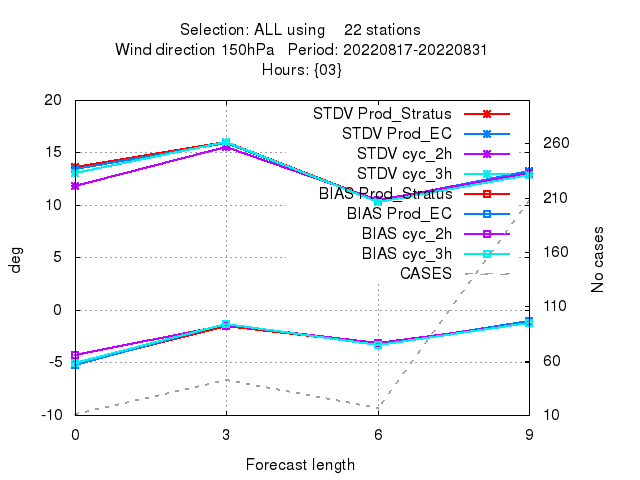 Selection: ALL using    22 stations
Wind direction 150hPa   Period: 20220817-20220831
Hours: {03}
STDV Prod_Stratus
STDV Prod_EC
STDV cyc_2h
STDV cyc_3h
BIAS Prod_Stratus
BIAS Prod_EC
BIAS cyc_2h
BIAS cyc_3h
CASES
20
15
10
5
0
-5
-10
deg
260
210
160
110
60
10
No cases
0 3 6 9
Forecast length